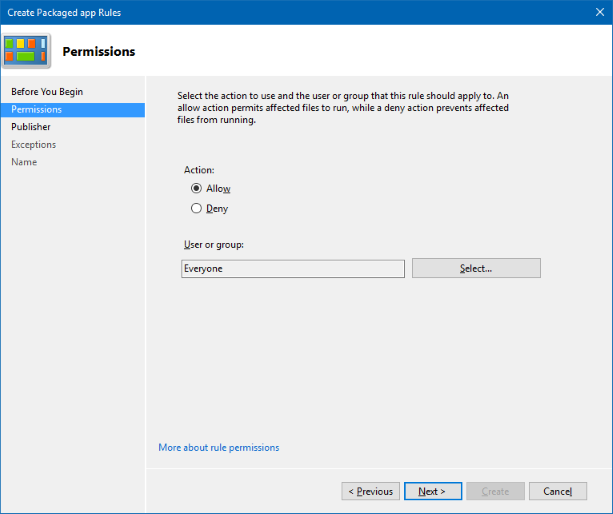 Create Packaged app Rules
Permissions
Before You Begin
Permissions
Publisher
Exceptions
Name
Select the action to use and the user or group that this rule should apply to. An
allow action permits affected files to run, while a deny action prevents affected
files from running.
Action:
Allow
Deny
User or group:
Everyone
Select...
More about rule permissions
< Previous
Next >
Create
Cancel